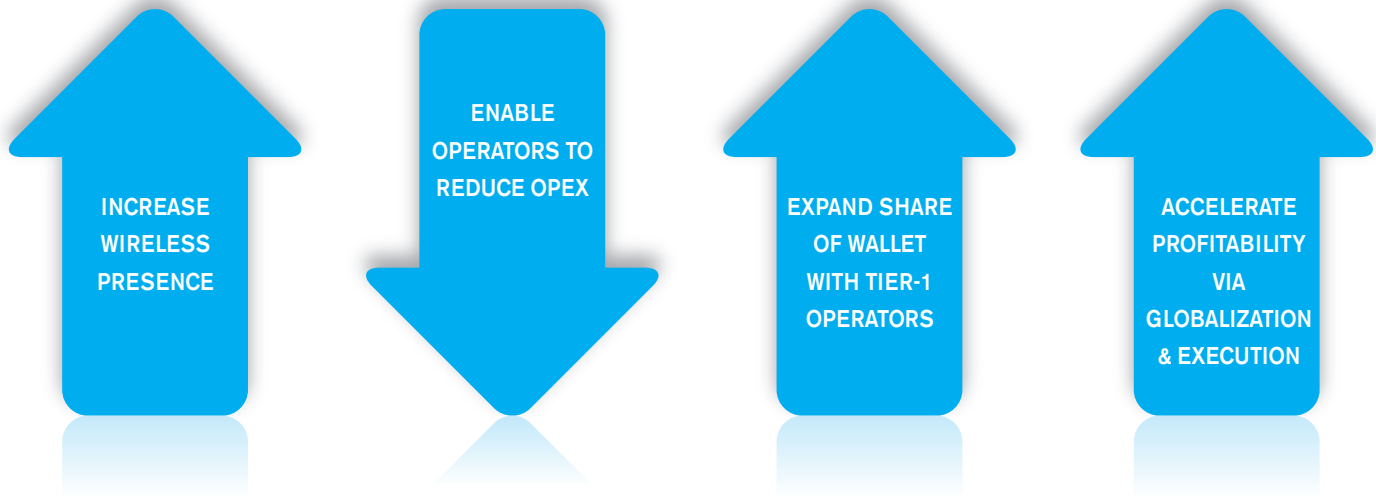 INCREASE
WIRELESS
PRESENCE
ENABLE
OPERATORS TO
REDUCE OPEX
EXPAND SHARE
OF WALLET
WITH TIER-1
OPERATORS
ACCELERATE
PROFITABILITY
VIA
GLOBALIZATION
& EXECUTION